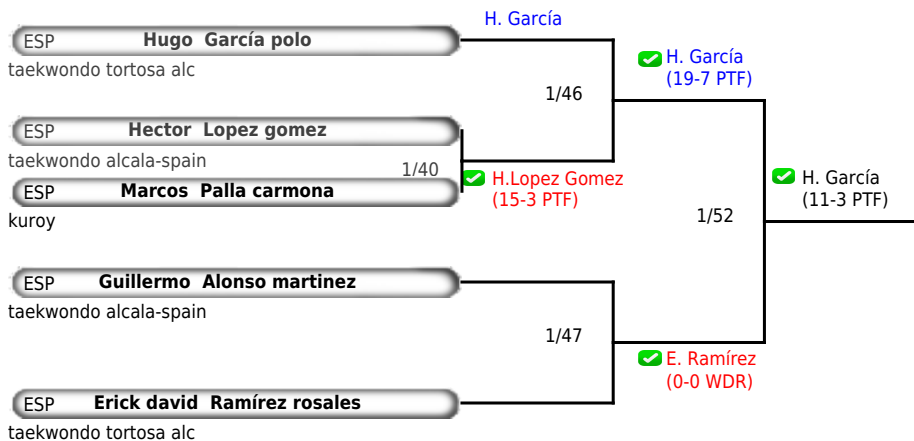 H. García
ESP Hugo García polo
taekwondo tortosa alc
H. García
(19-7 PTF)
1/46
ESP Hector Lopez gomez
taekwondo alcala-spain
1/40
H.Lopez Gomez
(15-3 PTF)
ESP Marcos Palla carmona
kuroy
H. García
(11-3 PTF)
1/52
ESP Guillermo Alonso martinez
taekwondo alcala-spain
1/47
E. Ramírez
(0-0 WDR)
ESP Erick david Ramírez rosales
taekwondo tortosa alc